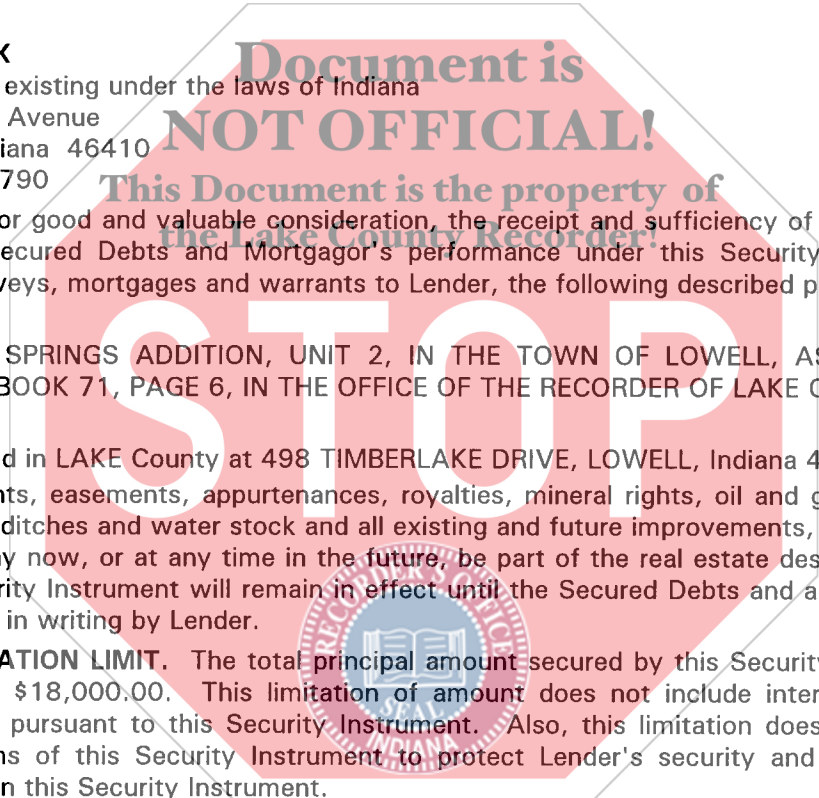 Document is
existing under the laws of Indiana
Avenue
NOT OFFICIAL!
iana 46410
790
This Document is the property of
or good and valuable consideration, the receipt and sufficiency of
the Lake County Recorder!
ecured Debts and Mortgagor's performance under this Security
veys, mortgages and warrants to Lender, the following described p
STOP
SPRINGS ADDITION, UNIT 2, IN THE TOWN OF LOWELL, AS
BOOK 71, PAGE 6, IN THE OFFICE OF THE RECORDER OF LAKE C
d in LAKE County at 498 TIMBERLAKE DRIVE, LOWELL, Indiana 4
nts, easements, appurtenances, royalties, mineral rights, oil and g
ditches and water stock and all existing and future improvements,
y now, or at any time in the future, be part of the real estate des
rity Instrument will remain in effect until the Secured Debts and a
in writing by Lender.
RECORDER'S OFFICE
SEAL
INDIANA
ATION LIMIT. The total principal amount secured by this Securit
$18,000.00. This limitation of amount does not include inter
pursuant to this Security Instrument. Also, this limitation does
ns of this Security Instrument to protect Lender's security and
n this Security Instrument.